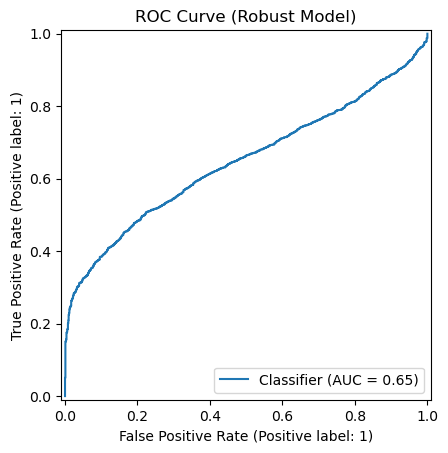 ROC Curve (Robust Model)
1.0
0.8
0.6
0.4
0.2
0.0
True Positive Rate (Positive label: 1)
Classifier (AUC = 0.65)
0.0 0.2 0.4 0.6 0.8 1.0
False Positive Rate (Positive label: 1)